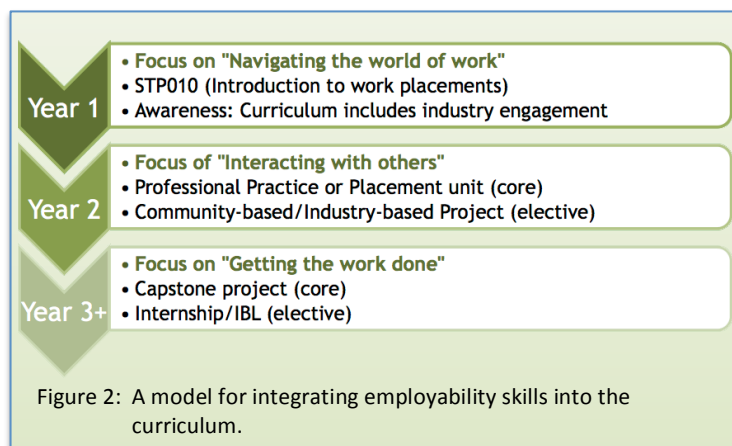 Year 1
• Focus on "Navigating the world of work"
• STP010 (Introduction to work placements)
• Awareness: Curriculum includes industry engagement
Year 2
• Focus of "Interacting with others"
• Professional Practice or Placement unit (core)
• Community-based/Industry-based Project (elective)
Year 3+
• Focus on "Getting the work done"
• Capstone project (core)
• Internship/IBL (elective)
Figure 2: A model for integrating employability skills into the
curriculum.